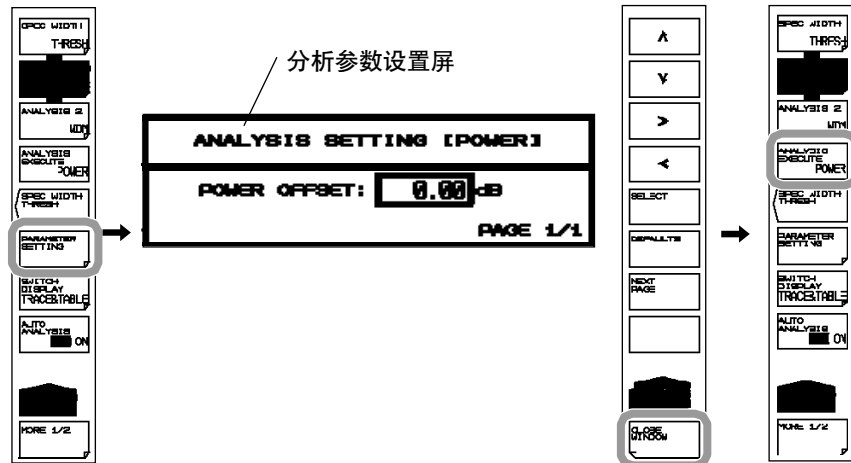 SPEC WIDTH
THRESH
ANALYSIS 2
WDM
ANALYSIS
EXECUTE
POWER
SPEC WIDTH
THRESH
PARAMETER
SETTING
SWITCH
DISPLAY
TRACE&TABLE
AUTO
ANALYSIS
ON
MORE 1/2
分析参数设置屏
ANALYSIS SETTING [POWER]
POWER OFFSET: 0.00 dB
PAGE 1/1
∧
∨
>
<
SELECT
DEFAULTS
NEXT
PAGE
CLOSE
WINDOW
SPEC WIDTH
THRESH
ANALYSIS 2
WDM
ANALYSIS
EXECUTE
POWER
SPEC WIDTH
THRESH
PARAMETER
SETTING
SWITCH
DISPLAY
TRACE&TABLE
AUTO
ANALYSIS
ON
MORE 1/2